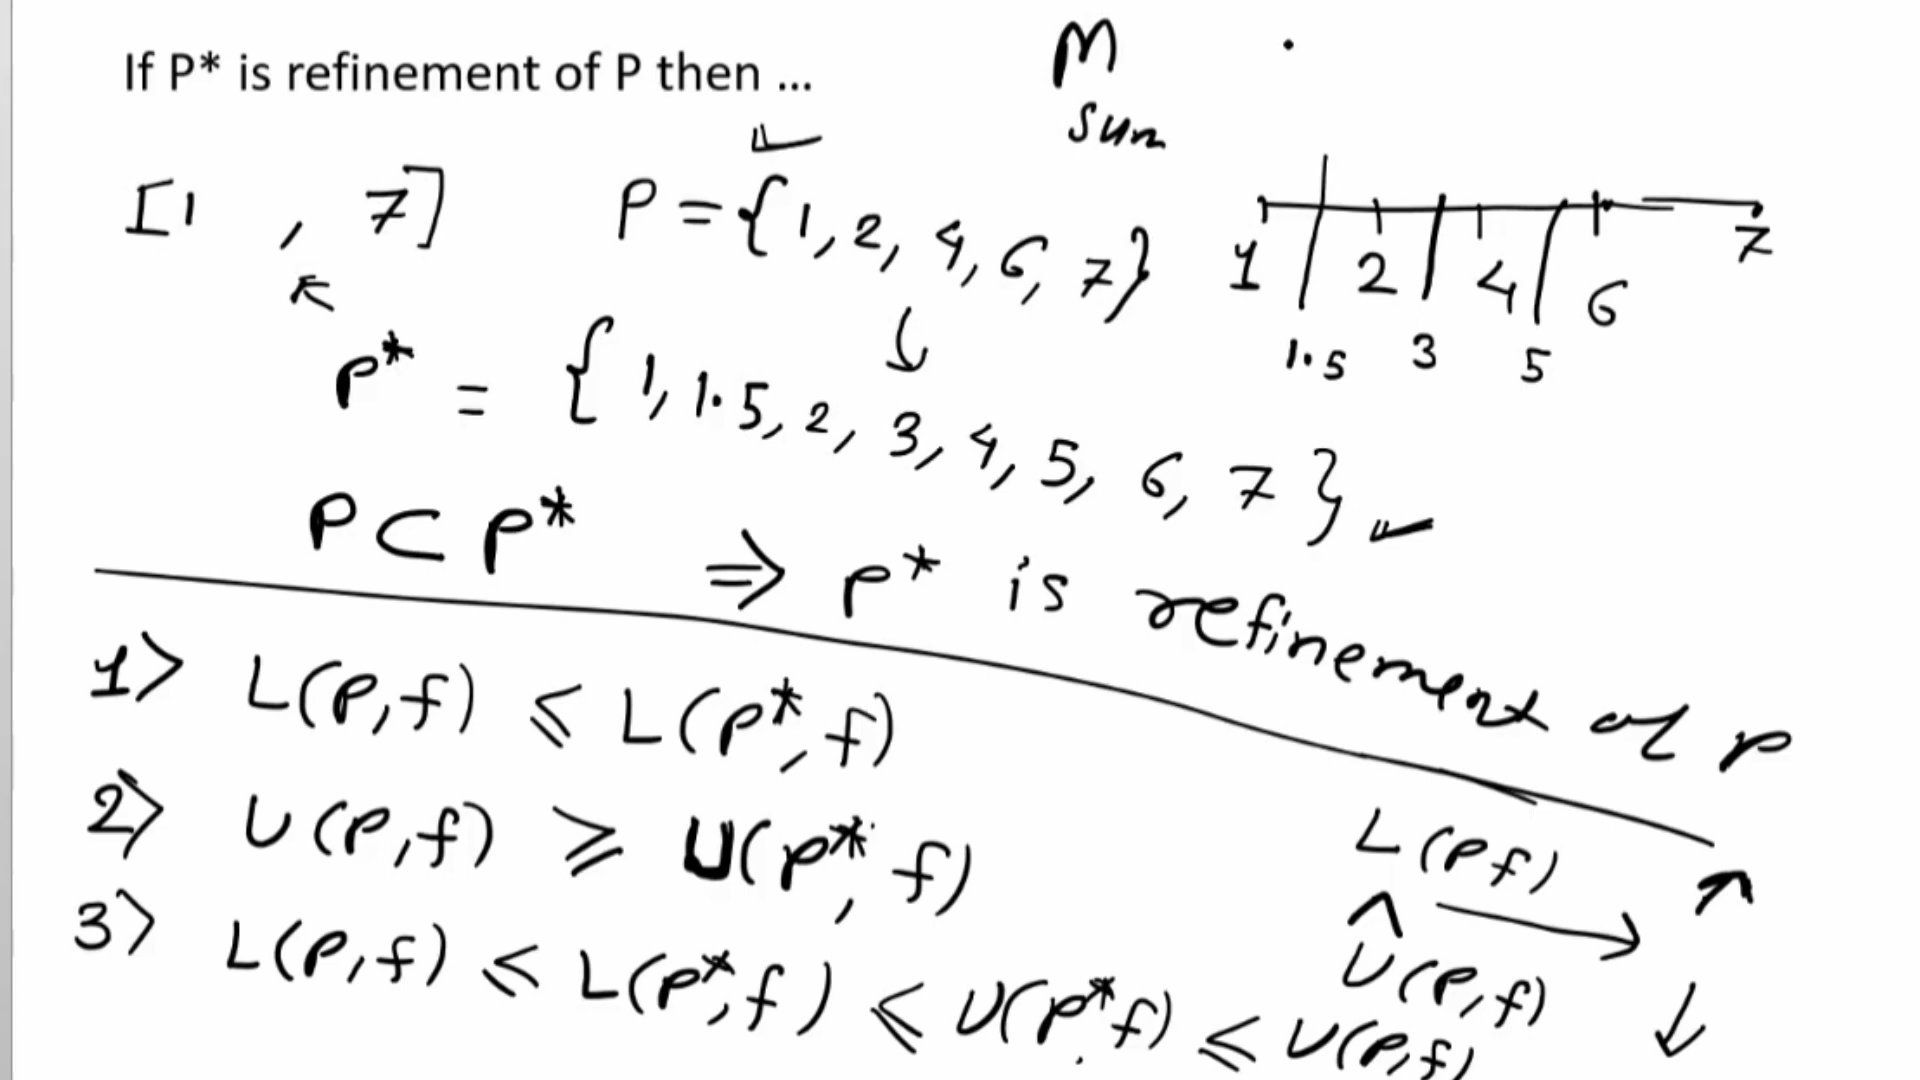 If P* is refinement of P then ...
M
Sum
[1 , 7]
P = {1, 2, 4, 6, 7}
1 2 4 6 7
1.5 3 5
P* = { 1, 1.5, 2, 3, 4, 5, 6, 7 }
P ⊂ P* ⇒ P* is refinement of P
1> L(P,f) ≤ L(P*,f)
2> U(P,f) ≥ U(P*,f)
3> L(P,f) ≤ L(P*,f) ≤ U(P*f) ≤ U(P,f)
L(Pf) ↑
^ →
U(P,f) ↓